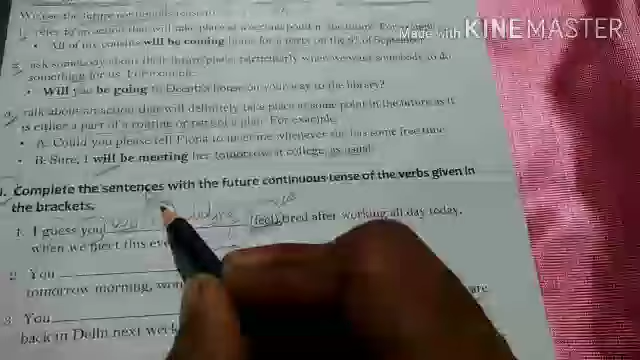 We use the future continuous tense to:
1. refer to an action that will take place at a certain point in the future. For example:
• All of my cousins will be coming home for a party on the 5th of September.
ask somebody about their future plans, particularly when we want somebody to do
something for us. For example:
• Will you be going to Deepti's house on your way to the library?
talk about an action that will definitely take place at some point in the future as it
is either a part of a routine or part of a plan. For example:
• A: Could you please tell Fiona to meet me whenever she has some free time
• B: Sure, I will be meeting her tomorrow at college, as usual.
Complete the sentences with the future continuous tense of the verbs given in
the brackets.
1. I guess you (feel) tired after working all day today,
when we meet this eve
2. You
tomorrow morning, won
are
3. You
back in Delhi next week
Made with KINEMASTER